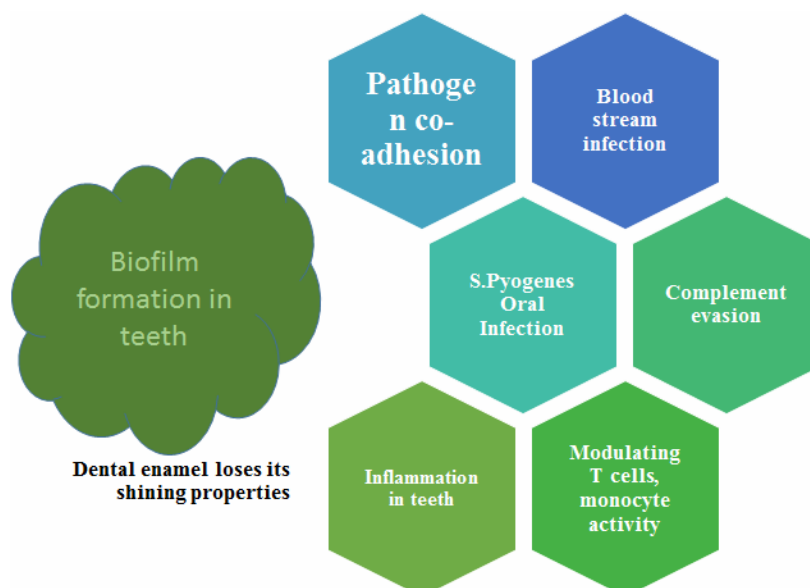 Pathoge
n co-
adhesion
Blood
stream
infection
Biofilm
formation in
teeth
S.Pyogenes
Oral
Infection
Complement
evasion
Dental enamel loses its
shining properties
Inflammation
in teeth
Modulating
T cells,
monocyte
activity